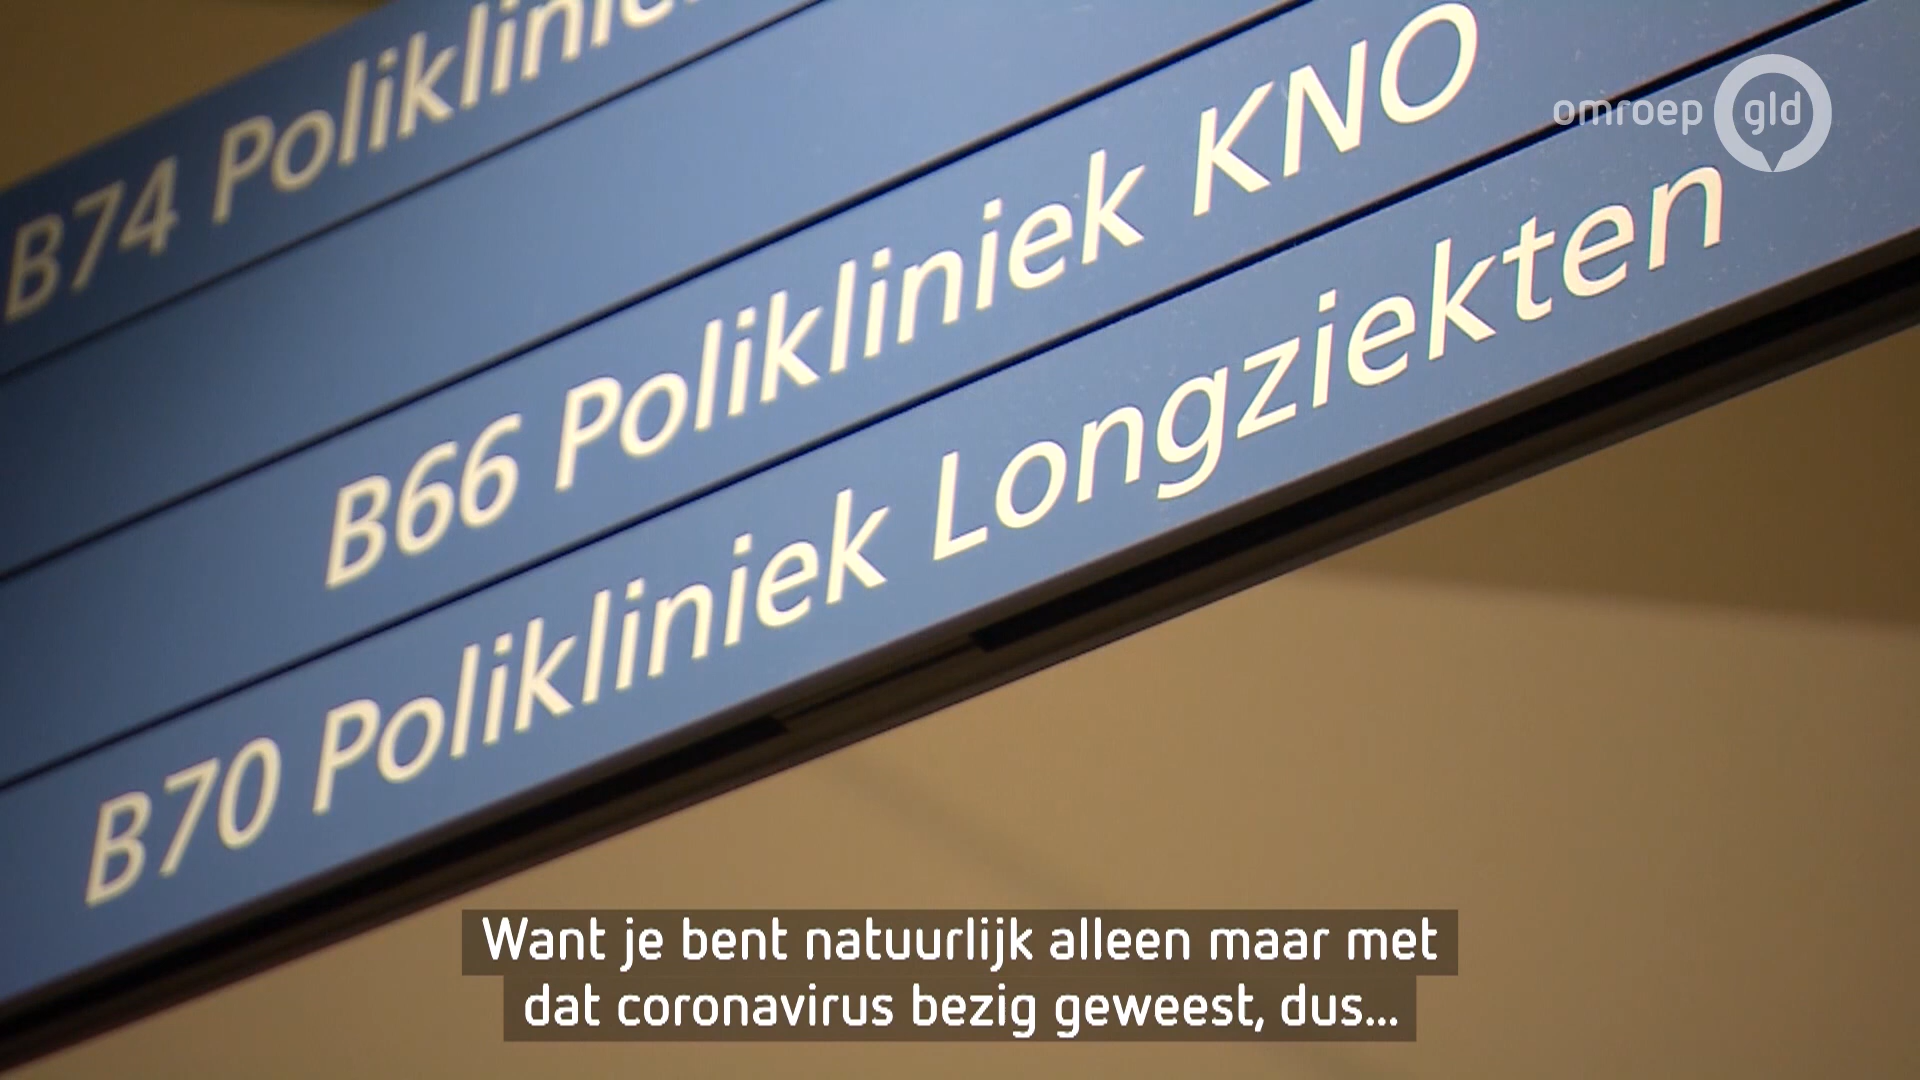 B74 Polikliniek
B66 Polikliniek KNO
B70 Polikliniek Longziekten
omroep gld
Want je bent natuurlijk alleen maar met
dat coronavirus bezig geweest, dus...